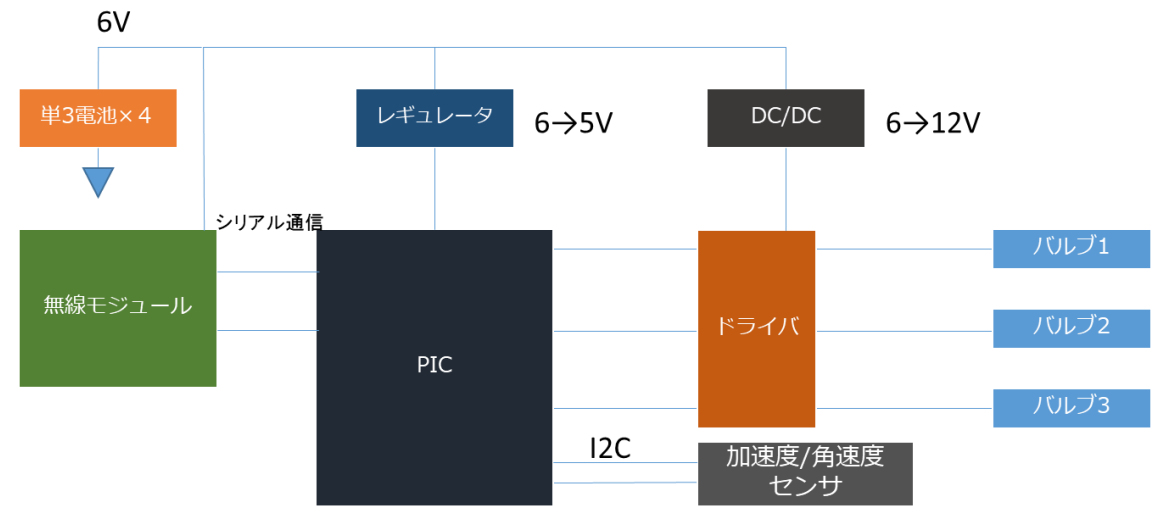 6V
単3電池×４
レギュレータ
6→5V
DC/DC
6→12V
シリアル通信
無線モジュール
PIC
ドライバ
バルブ1
バルブ2
バルブ3
I2C
加速度/角速度
センサ